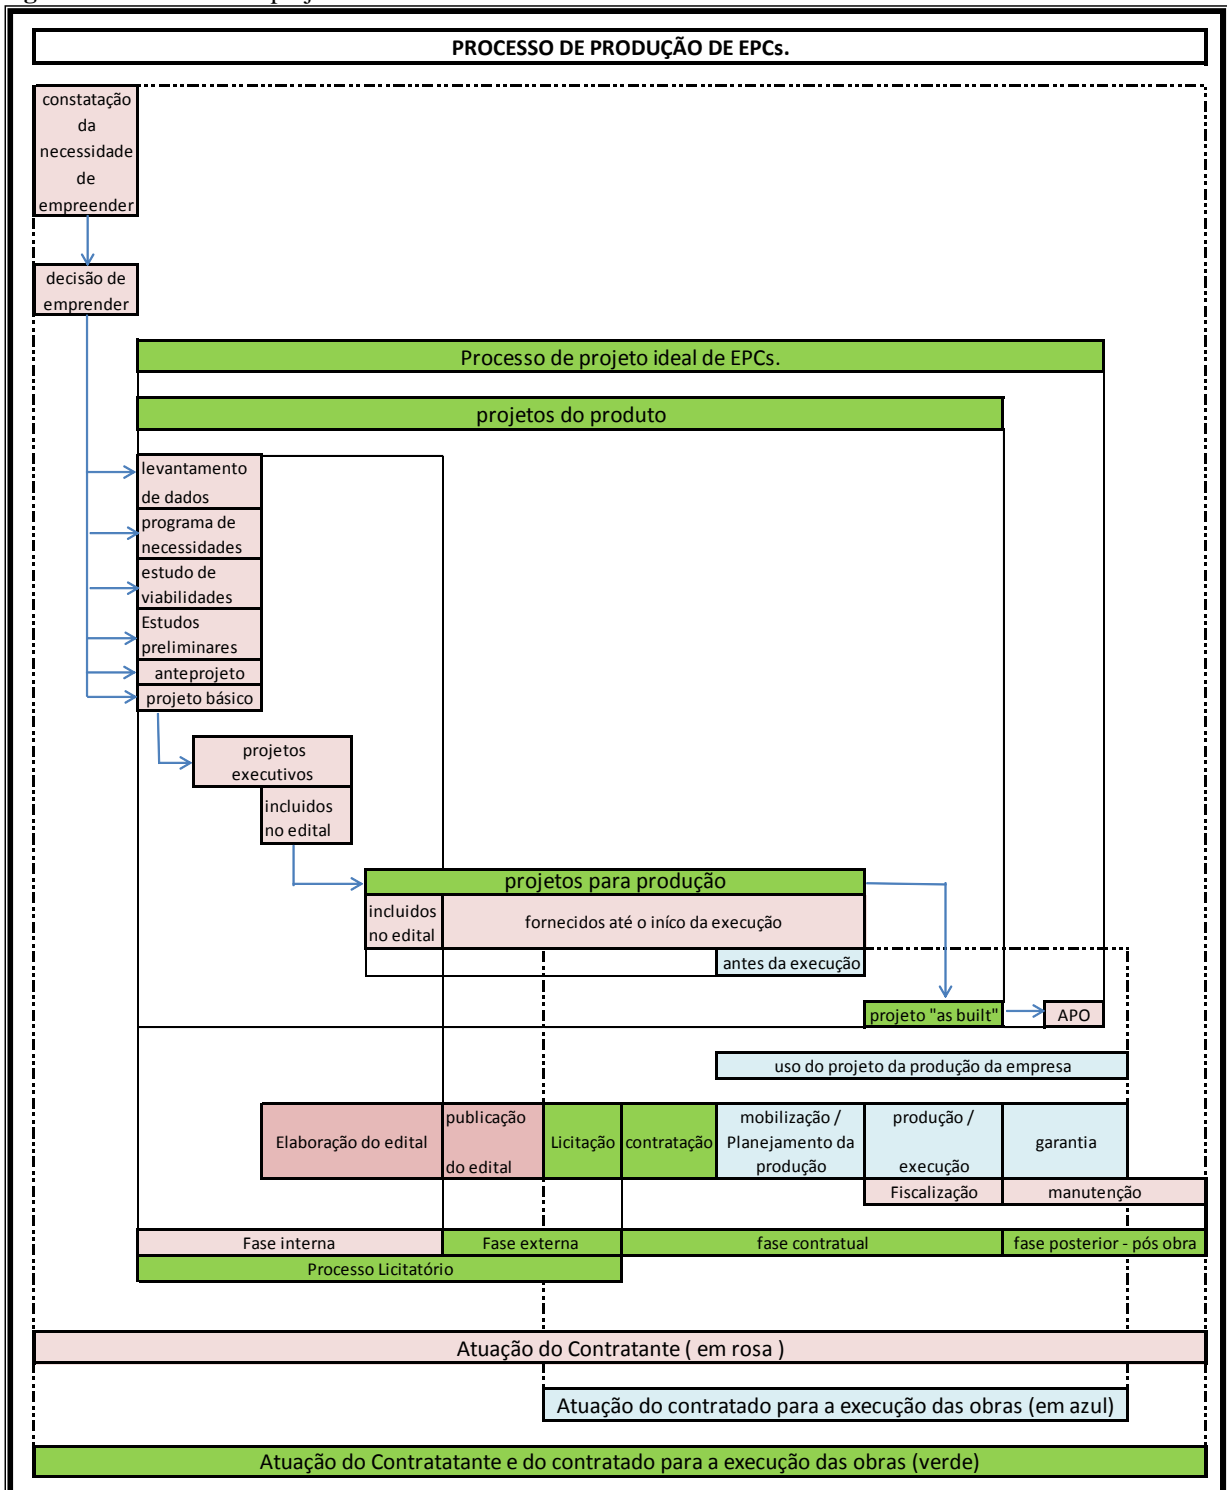 PROCESSO DE PRODUÇÃO DE EPCs.
constatação
da
necessidade
de
empreender
decisão de
emprender
Processo de projeto ideal de EPCs.
projetos do produto
levantamento
de dados
programa de
necessidades
estudo de
viabilidades
Estudos
preliminares
anteprojeto
projeto básico
projetos
executivos
incluidos
no edital
projetos para produção
incluidos
no edital
fornecidos até o iníco da execução
antes da execução
projeto "as built"
APO
uso do projeto da produção da empresa
Elaboração do edital
publicação
do edital
Licitação
contratação
mobilização /
Planejamento da
produção
produção /
execução
garantia
Fiscalização
manutenção
Fase interna
Fase externa
fase contratual
fase posterior - pós obra
Processo Licitatório
Atuação do Contratante ( em rosa )
Atuação do contratado para a execução das obras (em azul)
Atuação do Contratatante e do contratado para a execução das obras (verde)